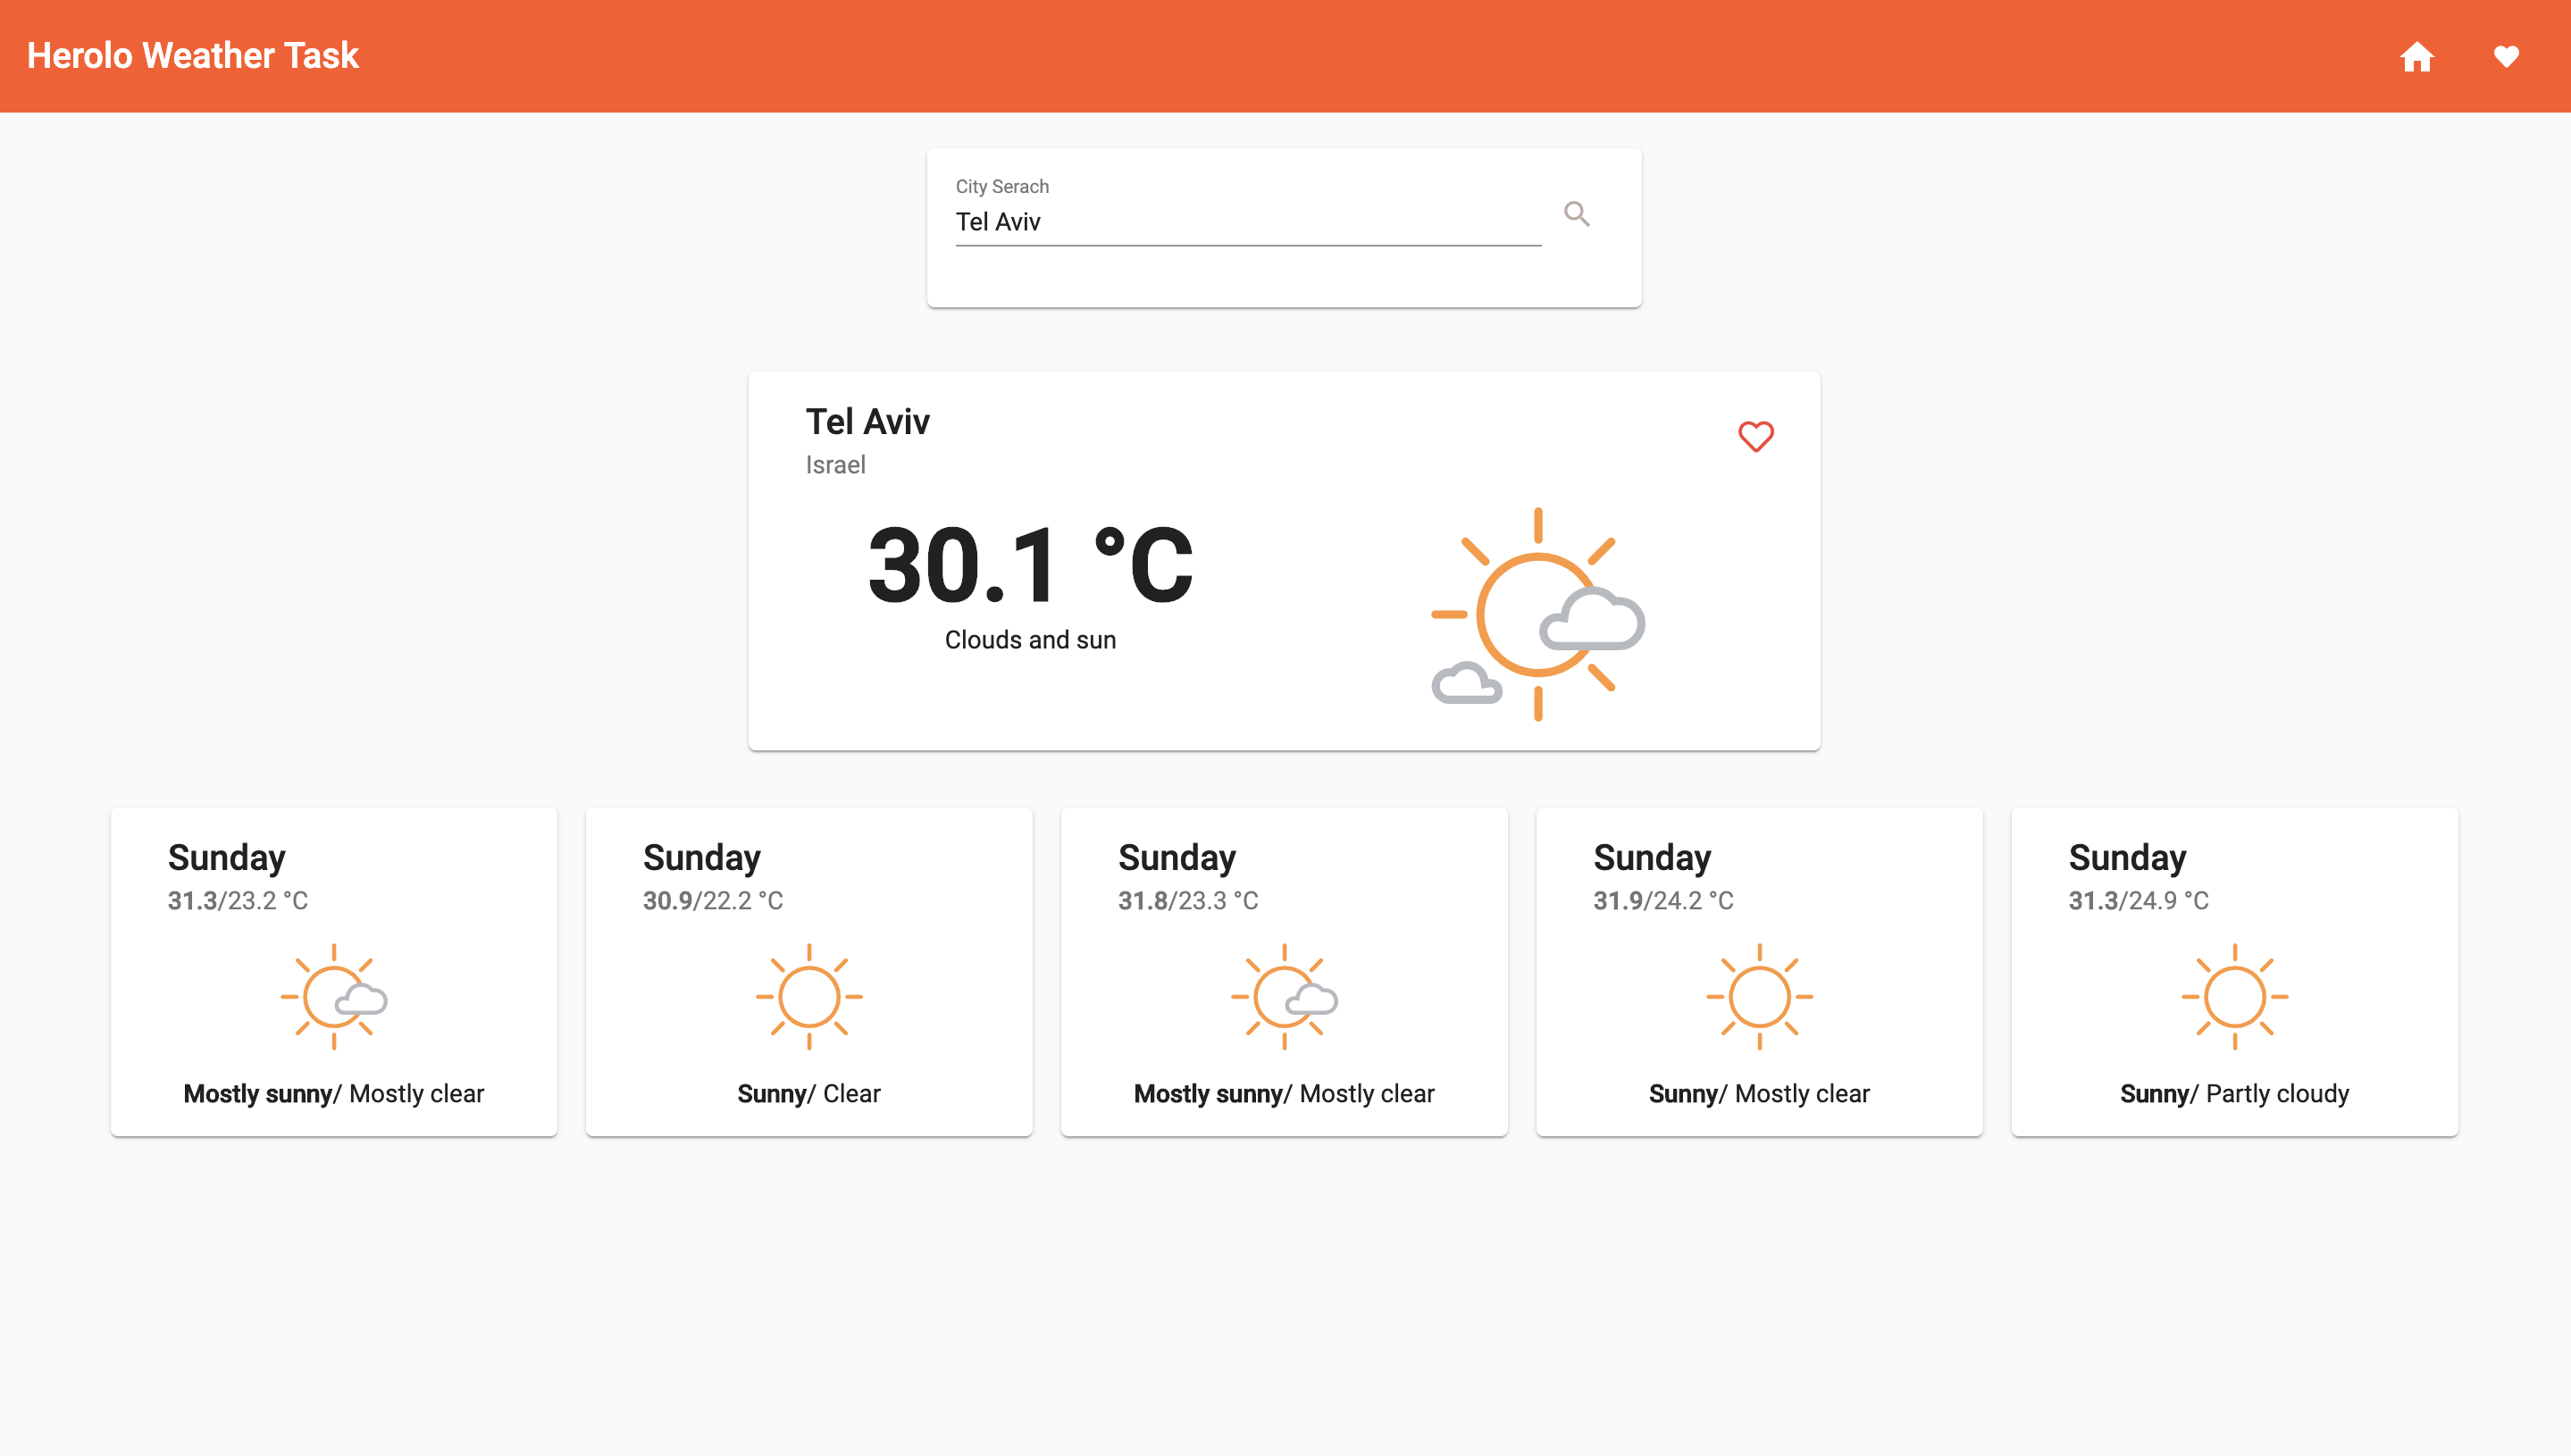 Herolo Weather Task
City Serach
Tel Aviv
Tel Aviv
Israel
30.1 °C
Clouds and sun
Sunday
31.3/23.2 °C
Mostly sunny/ Mostly clear
Sunday
30.9/22.2 °C
Sunny/ Clear
Sunday
31.8/23.3 °C
Mostly sunny/ Mostly clear
Sunday
31.9/24.2 °C
Sunny/ Mostly clear
Sunday
31.3/24.9 °C
Sunny/ Partly cloudy